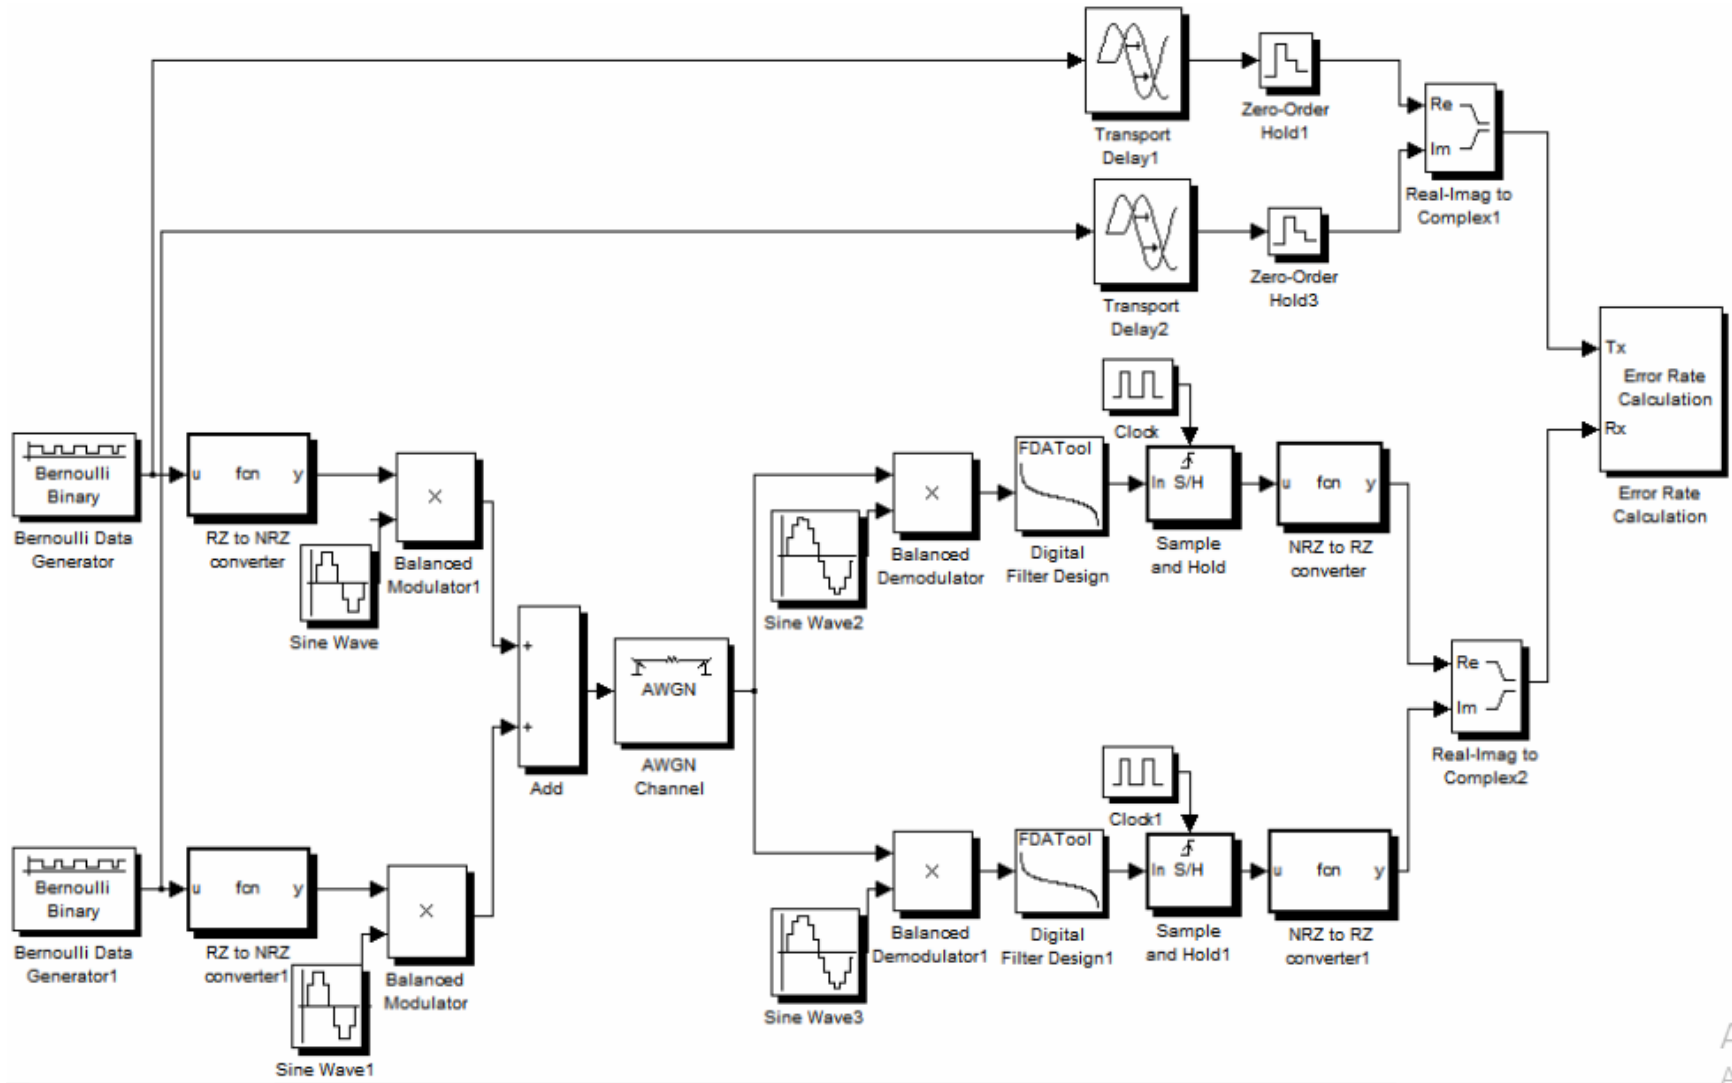 Transport
Delay1
Zero-Order
Hold1
Re
Im
Real-Imag to
Complex1
Transport
Delay2
Zero-Order
Hold3
Tx
Error Rate
Calculation
Rx
Error Rate
Calculation
Bernoulli
Binary
Bernoulli Data
Generator
u fcn y
RZ to NRZ
converter
×
Balanced
Modulator1
Sine Wave
+
+
Add
AWGN
AWGN
Channel
×
Balanced
Demodulator
Sine Wave2
FDATool
Digital
Filter Design
Clock
In S/H
Sample
and Hold
u fcn y
NRZ to RZ
converter
Re
Im
Real-Imag to
Complex2
Bernoulli
Binary
Bernoulli Data
Generator1
u fcn y
RZ to NRZ
converter1
×
Balanced
Modulator
Sine Wave1
×
Balanced
Demodulator1
Sine Wave3
FDATool
Digital
Filter Design1
Clock1
In S/H
Sample
and Hold1
u fcn y
NRZ to RZ
converter1